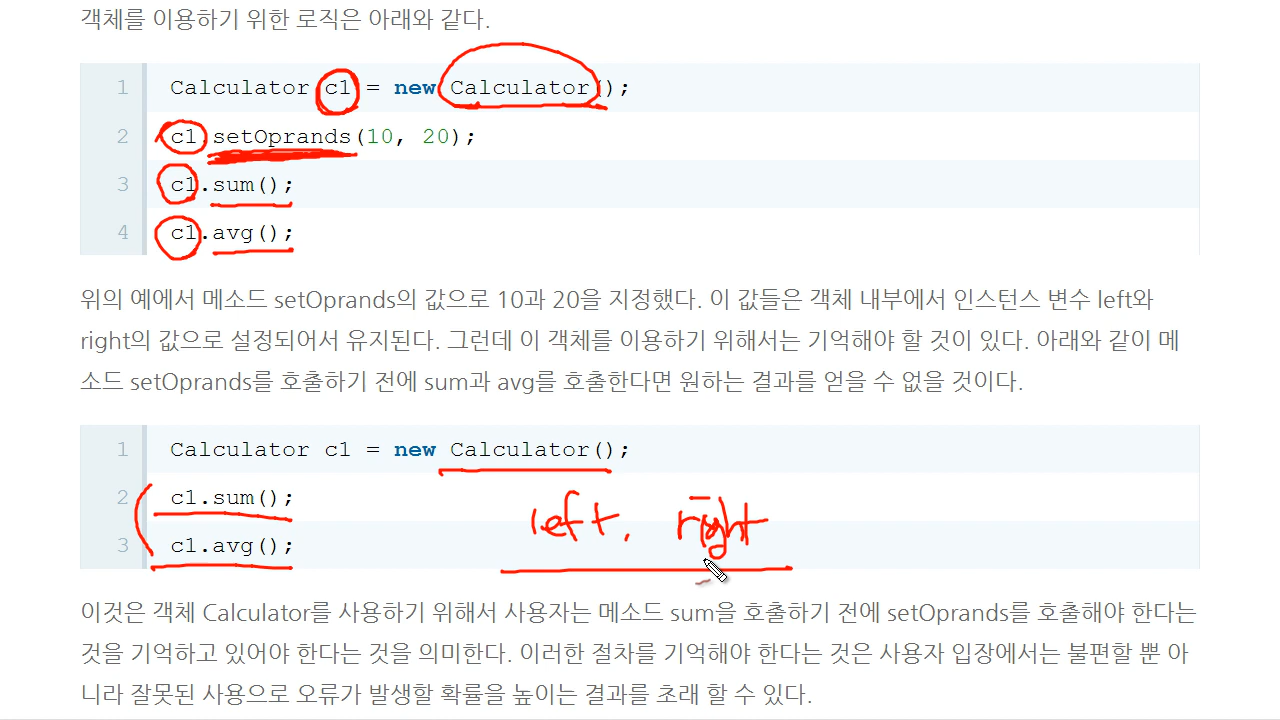 객체를 이용하기 위한 로직은 아래와 같다.
1 Calculator c1 = new Calculator();
2 c1.setOprands(10, 20);
3 c1.sum();
4 c1.avg();
위의 예에서 메소드 setOprands의 값으로 10과 20을 지정했다. 이 값들은 객체 내부에서 인스턴스 변수 left와
right의 값으로 설정되어서 유지된다. 그런데 이 객체를 이용하기 위해서는 기억해야 할 것이 있다. 아래와 같이 메
소드 setOprands를 호출하기 전에 sum과 avg를 호출한다면 원하는 결과를 얻을 수 없을 것이다.
1 Calculator c1 = new Calculator();
2 c1.sum();
left, right
3 c1.avg();
이것은 객체 Calculator를 사용하기 위해서 사용자는 메소드 sum을 호출하기 전에 setOprands를 호출해야 한다는
것을 기억하고 있어야 한다는 것을 의미한다. 이러한 절차를 기억해야 한다는 것은 사용자 입장에서는 불편할 뿐 아
니라 잘못된 사용으로 오류가 발생할 확률을 높이는 결과를 초래 할 수 있다.